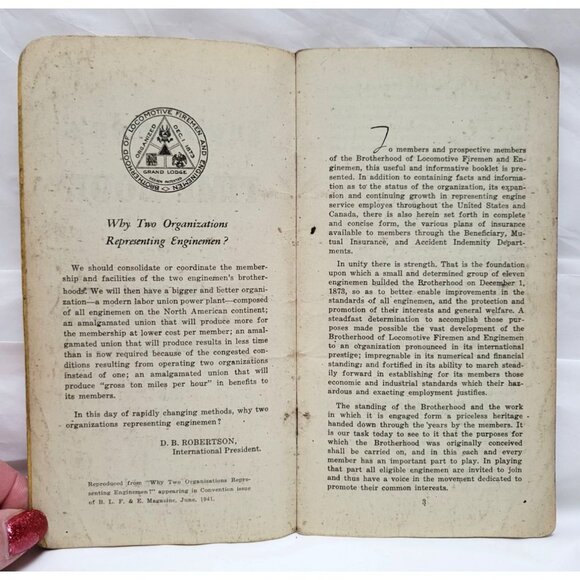 BROTHERHOOD OF LOCOMOTIVE FIREMEN AND ENGINEMEN
ORGANIZED DEC. 1, 1873
GRAND LODGE
Why Two Organizations
Representing Enginemen?
We should consolidate or coordinate the member-
ship and facilities of the two enginemen's brother-
hoods. We will then have a bigger and better organi-
zation—a modern labor union power plant—composed
of all enginemen on the North American continent;
an amalgamated union that will produce more for
the membership at lower cost per member; an amal-
gamated union that will produce results in less time
than is now required because of the congested con-
ditions resulting from operating two organizations
instead of one; an amalgamated union that will
produce "gross ton miles per hour" in benefits to
its members.
In this day of rapidly changing methods, why two
organizations representing enginemen?
D. B. ROBERTSON,
International President.
Reproduced from "Why Two Organizations Repre-
senting Enginemen?" appearing in Convention issue
of B. L. F. & E. Magazine, June, 1941.
To members and prospective members
of the Brotherhood of Locomotive Firemen and En-
ginemen, this useful and informative booklet is pre-
sented. In addition to containing facts and informa-
tion as to the status of the organization, its expan-
sion and continuing growth in representing engine
service employes throughout the United States and
Canada, there is also herein set forth in complete
and concise form, the various plans of insurance
available to members through the Beneficiary, Mu-
tual Insurance, and Accident Indemnity Depart-
ments.
In unity there is strength. That is the foundation
upon which a small and determined group of eleven
enginemen builded the Brotherhood on December 1,
1873, so as to better enable improvements in the
standards of all enginemen, and the protection and
promotion of their interests and general welfare. A
steadfast determination to accomplish those pur-
poses made possible the vast development of the
Brotherhood of Locomotive Firemen and Enginemen
to an organization pronounced in its international
prestige; impregnable in its numerical and financial
standing; and fortified in its ability to march stead-
ily forward in establishing for its members those
economic and industrial standards which their haz-
ardous and exacting employment justifies.
The standing of the Brotherhood and the work
in which it is engaged form a priceless heritage
handed down through the years by the members. It
is our task today to see to it that the purposes for
which the Brotherhood was originally conceived
shall be carried on, and in this each and every
member has an important part to play. In playing
that part all eligible enginemen are invited to join
and thus have a voice in the movement dedicated to
promote their common interests.
3